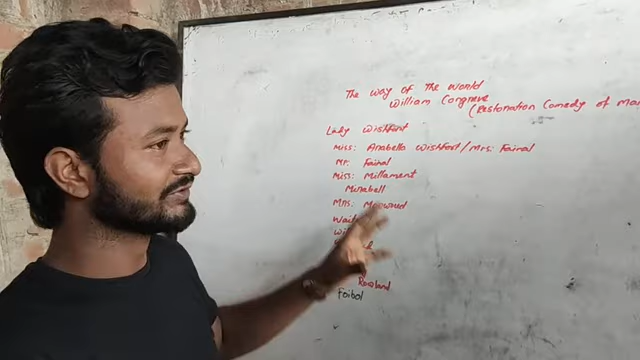 The way of The world
William Congreve
(Restoration Comedy of
Lady Wishfort
Miss: Arabella Wishfort/Mrs: Fainal
Mr: Fainal
Miss: Millament
Mirabell
Mrs:
Foibol